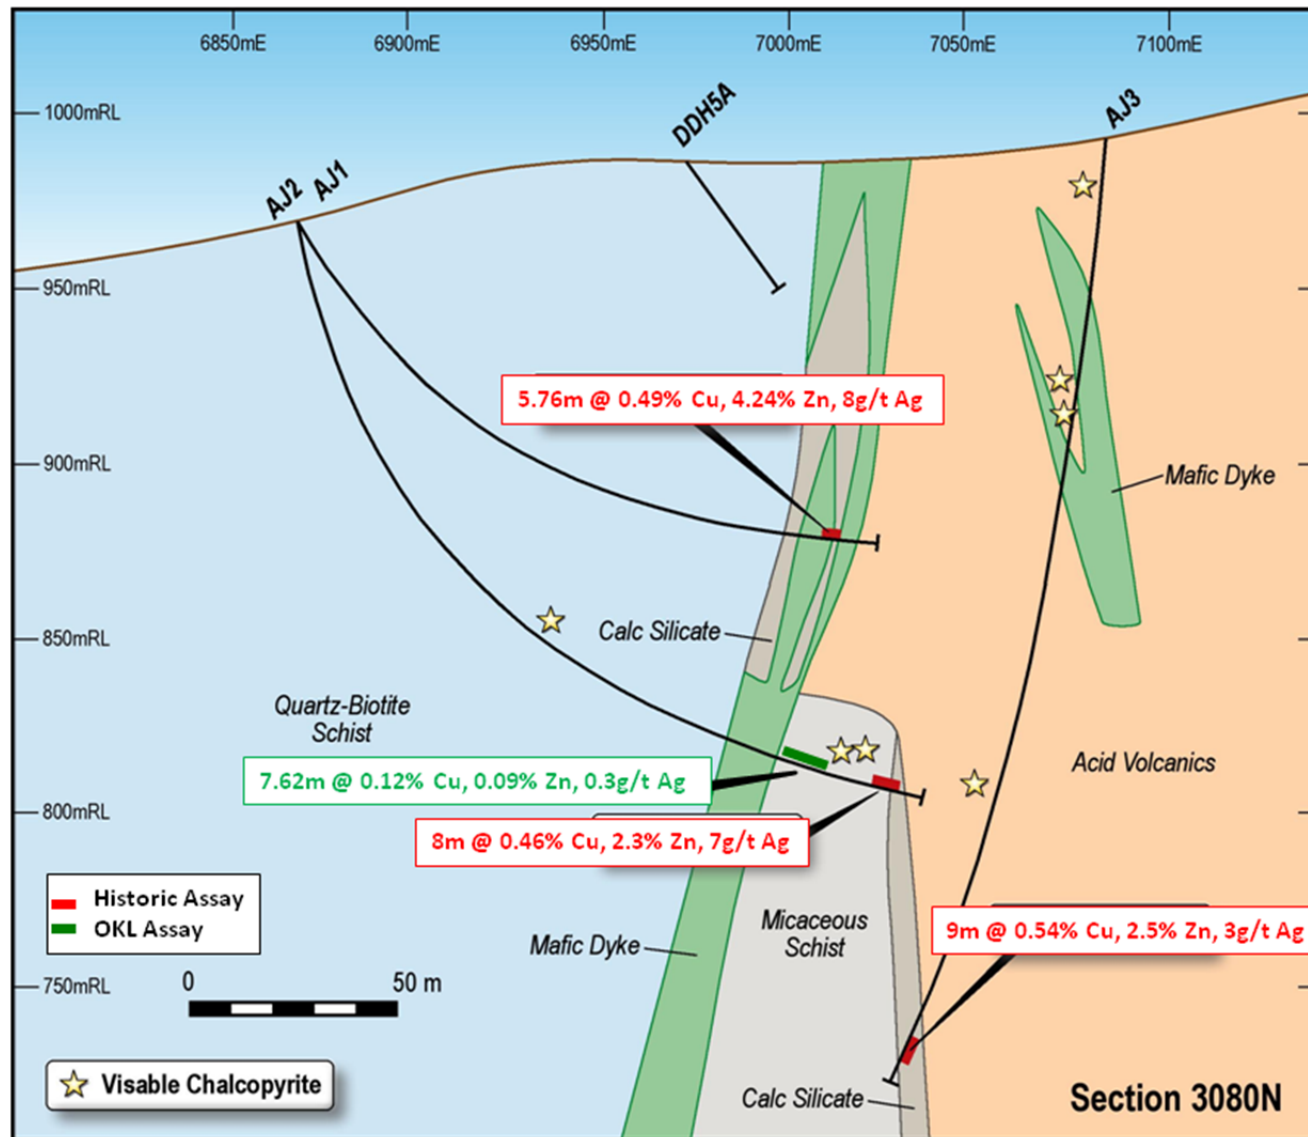 6850mE 6900mE 6950mE 7000mE 7050mE 7100mE
1000mRL
DDH5A
AJ3
AJ2 AJ1
950mRL
5.76m @ 0.49% Cu, 4.24% Zn, 8g/t Ag
900mRL
Mafic Dyke
850mRL
Calc Silicate
Quartz-Biotite
Schist
Acid Volcanics
7.62m @ 0.12% Cu, 0.09% Zn, 0.3g/t Ag
800mRL
8m @ 0.46% Cu, 2.3% Zn, 7g/t Ag
Historic Assay
OKL Assay
Micaceous
Schist
9m @ 0.54% Cu, 2.5% Zn, 3g/t Ag
Mafic Dyke
750mRL
0 50 m
Visable Chalcopyrite
Calc Silicate
Section 3080N